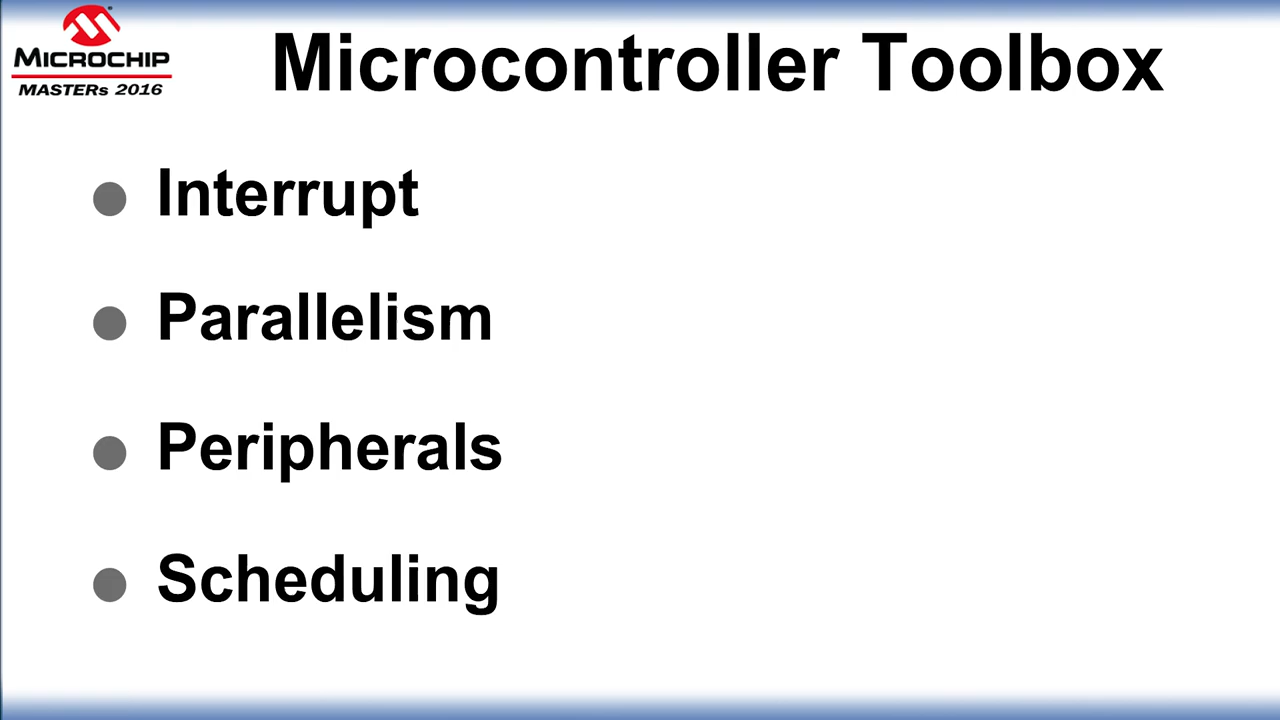 MICROCHIP
MASTERs 2016
Microcontroller Toolbox
Interrupt
Parallelism
Peripherals
Scheduling